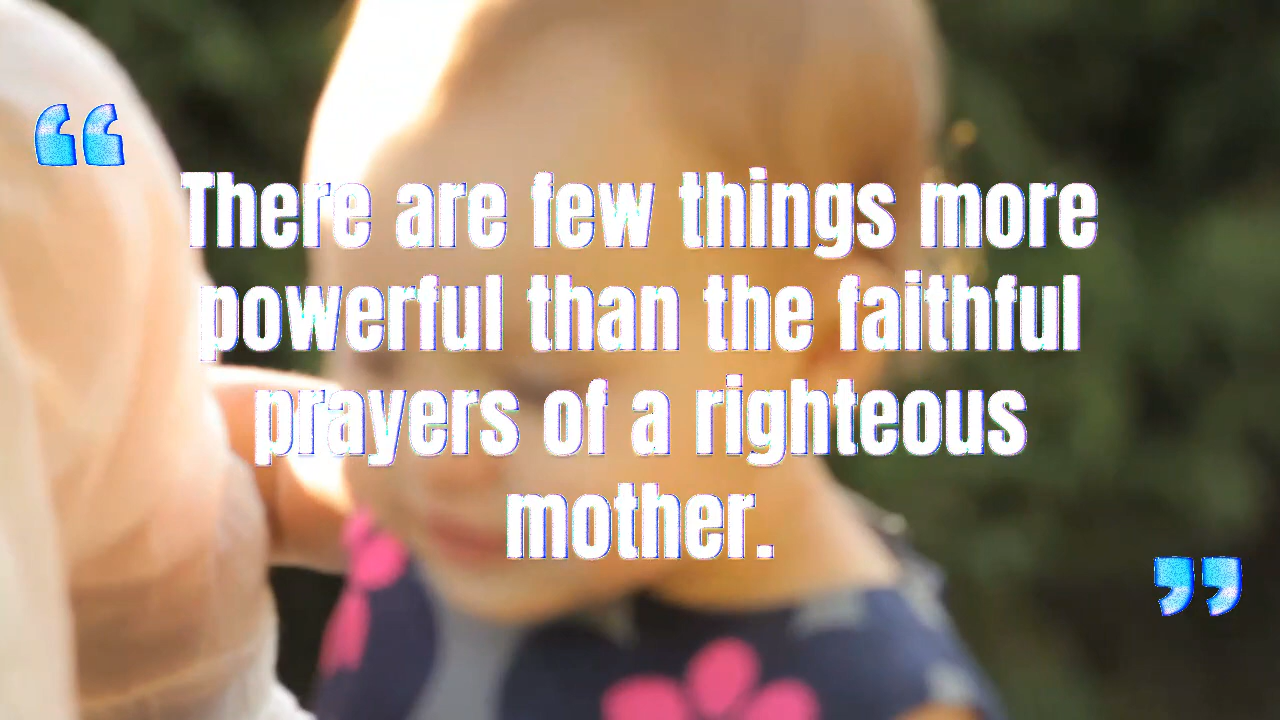 “
There are few things more
powerful than the faithful
prayers of a righteous
mother.
”